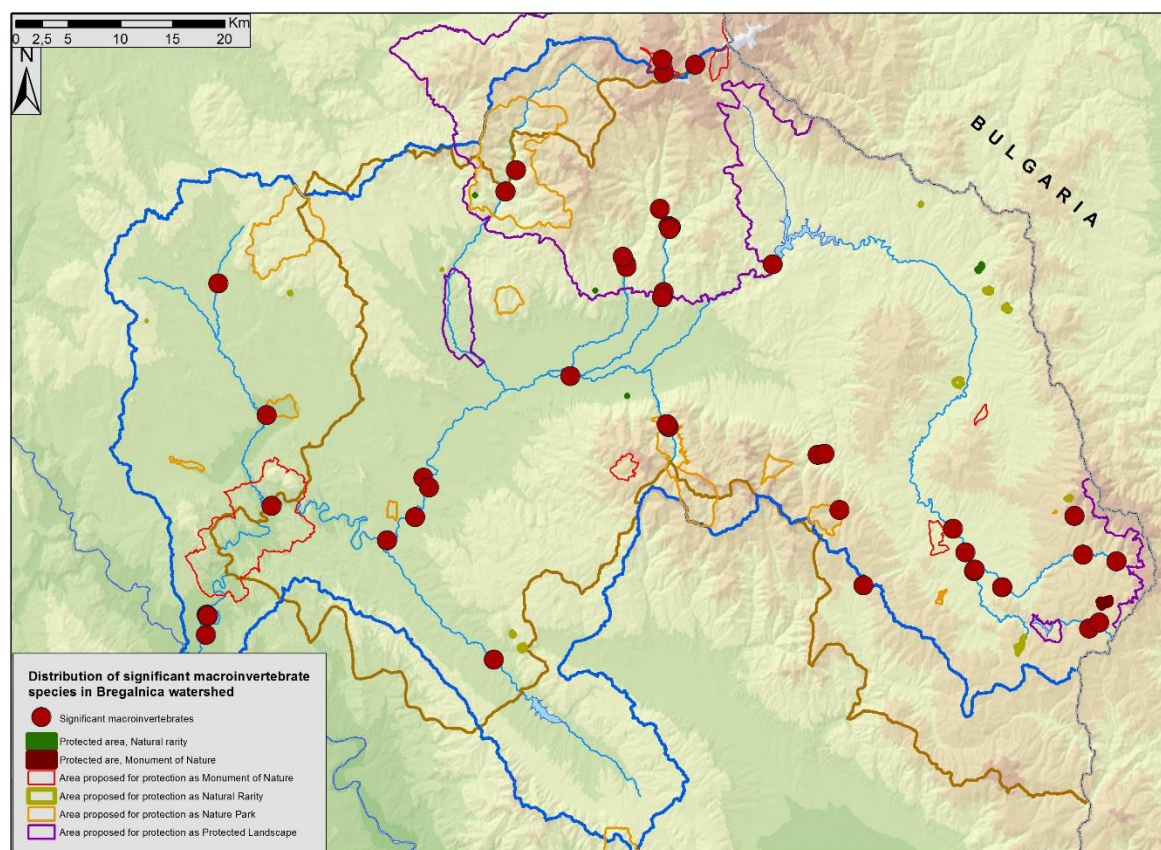 Km
0 2,5 5 10 15 20
N
BULGARIA
Distribution of significant macroinvertebrate
species in Bregalnica watershed
Significant macroinvertebrates
Protected area, Natural rarity
Protected are, Monument of Nature
Area proposed for protection as Monument of Nature
Area proposed for protection as Natural Rarity
Area proposed for protection as Nature Park
Area proposed for protection as Protected Landscape